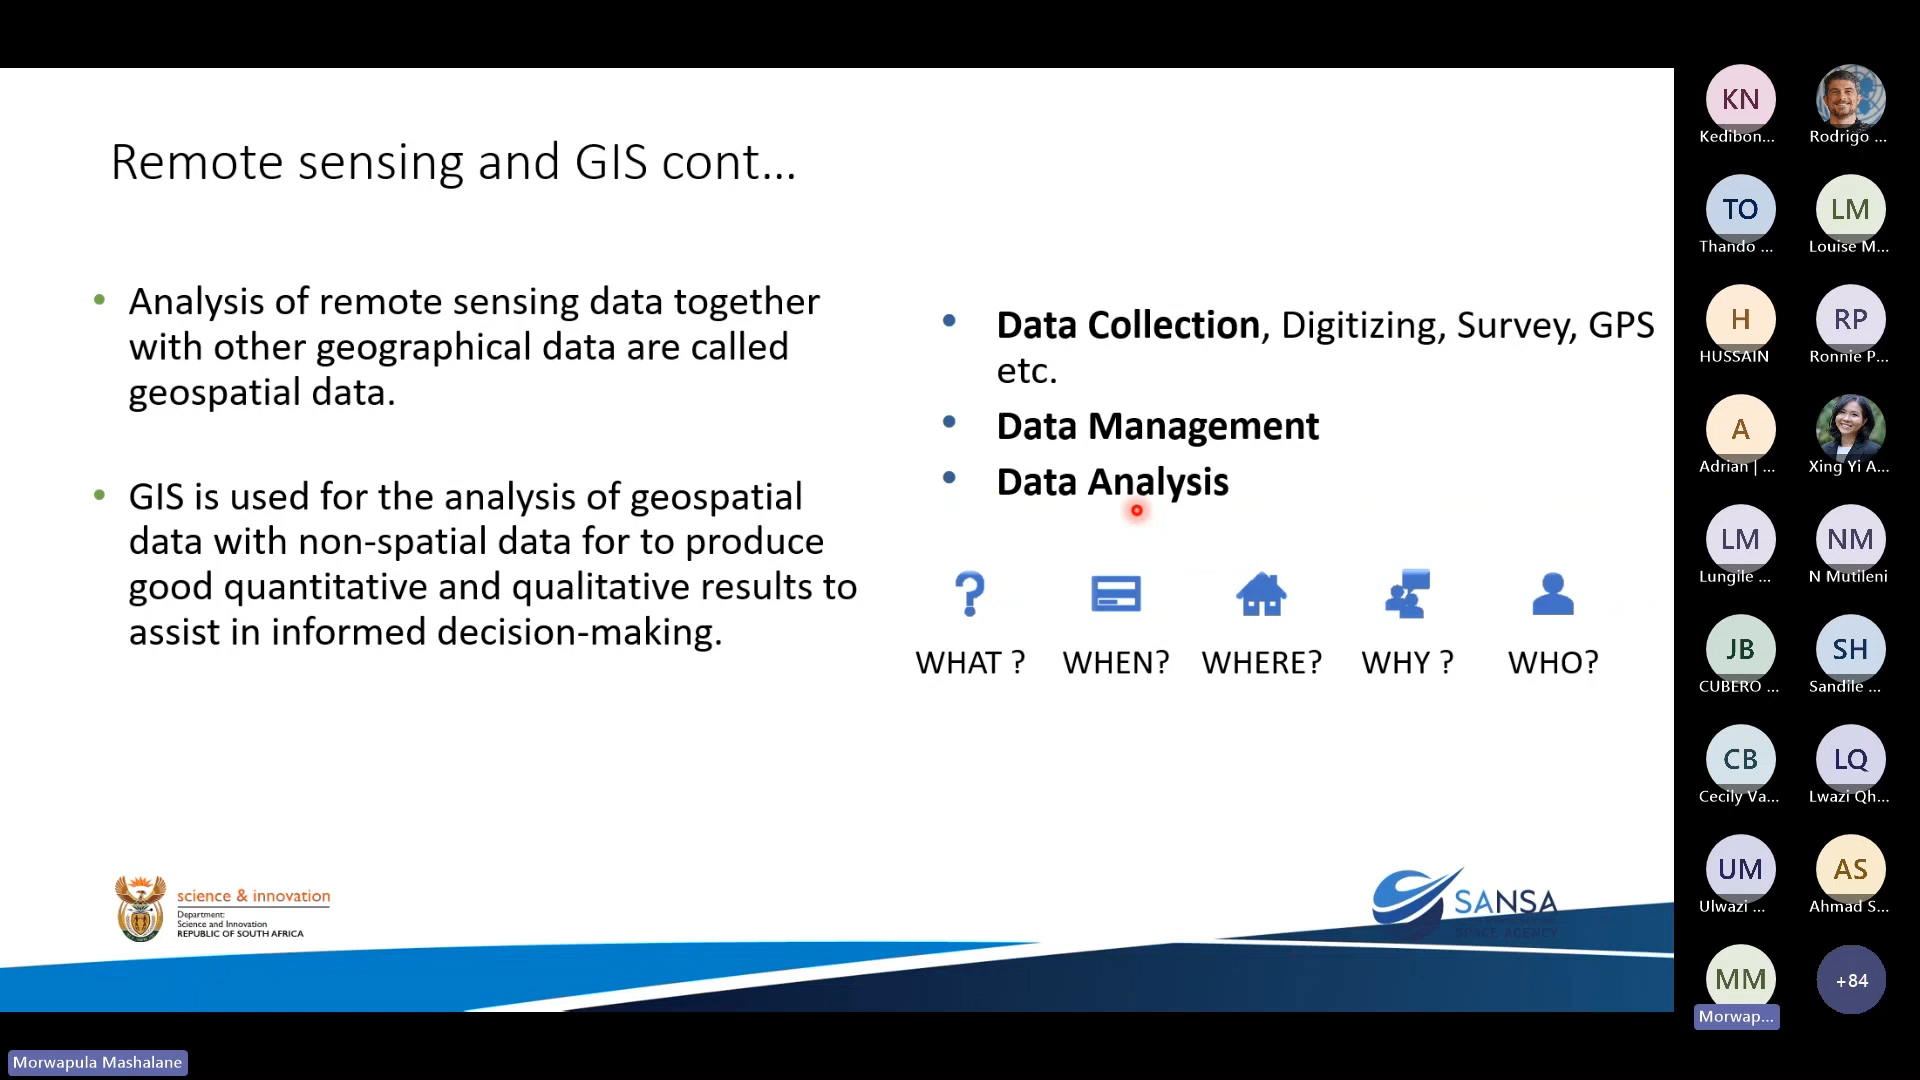 Remote sensing and GIS cont...
• Analysis of remote sensing data together
with other geographical data are called
geospatial data.
• GIS is used for the analysis of geospatial
data with non-spatial data for to produce
good quantitative and qualitative results to
assist in informed decision-making.
• Data Collection, Digitizing, Survey, GPS
etc.
• Data Management
• Data Analysis
WHAT ? WHEN? WHERE? WHY ? WHO?
science & innovation
Department:
Science and Innovation
REPUBLIC OF SOUTH AFRICA
SANSA
SPACE AGENCY
KN
Kedibon...
Rodrigo ...
TO
Thando ...
LM
Louise M...
H
HUSSAIN
RP
Ronnie P...
A
Adrian | ...
Xing Yi A...
LM
Lungile ...
NM
N Mutileni
JB
CUBERO ...
SH
Sandile ...
CB
Cecily Va...
LQ
Lwazi Qh...
UM
Ulwazi ...
AS
Ahmad S...
MM
Morwap...
+84
Morwapula Mashalane